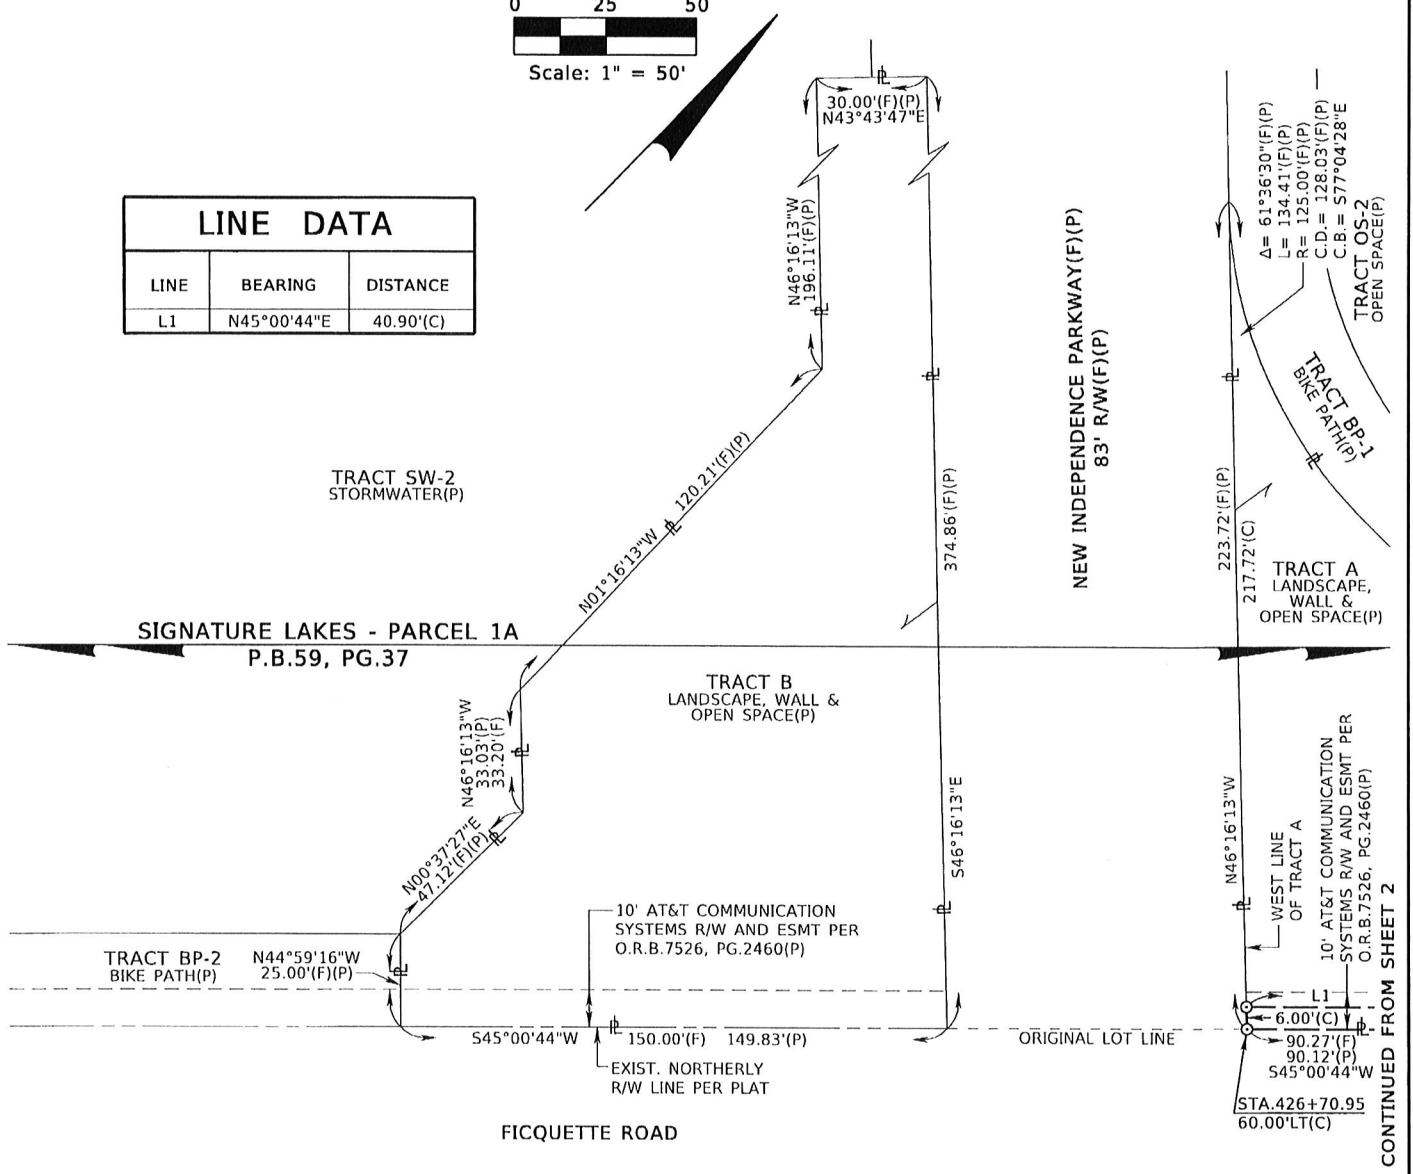 0 25 50
Scale: 1" = 50'
LINE DATA
LINE BEARING DISTANCE
L1 N45°00'44"E 40.90'(C)
30.00'(F)(P)
N43°43'47"E
N46°16'13"W
196.11'(F)(P)
Δ= 61°36'30"(F)(P)
L= 134.41'(F)(P)
R= 125.00'(F)(P)
C.D.= 128.03'(F)(P)
C.B.= S77°04'28"E
TRACT OS-2
OPEN SPACE(P)
NEW INDEPENDENCE PARKWAY(F)(P)
83' R/W(F)(P)
TRACT BP-1
BIKE PATH(P)
TRACT SW-2
STORMWATER(P)
N01°16'13"W 120.21'(F)(P)
374.86'(F)(P)
223.72'(F)(P)
217.72'(C)
TRACT A
LANDSCAPE,
WALL &
OPEN SPACE(P)
SIGNATURE LAKES - PARCEL 1A
P.B.59, PG.37
TRACT B
LANDSCAPE, WALL &
OPEN SPACE(P)
N46°16'13"W
33.03'(P)
33.20'(F)
N00°37'27"E
47.12'(F)(P)
S46°16'13"E
N46°16'13"W
WEST LINE
OF TRACT A
10' AT&T COMMUNICATION
SYSTEMS R/W AND ESMT PER
O.R.B.7526, PG.2460(P)
10' AT&T COMMUNICATION
SYSTEMS R/W AND ESMT PER
O.R.B.7526, PG.2460(P)
TRACT BP-2
BIKE PATH(P)
N44°59'16"W
25.00'(F)(P)
L1
6.00'(C)
S45°00'44"W 150.00'(F) 149.83'(P)
ORIGINAL LOT LINE
90.27'(F)
90.12'(P)
S45°00'44"W
EXIST. NORTHERLY
R/W LINE PER PLAT
STA.426+70.95
60.00'LT(C)
FICQUETTE ROAD
CONTINUED FROM SHEET 2